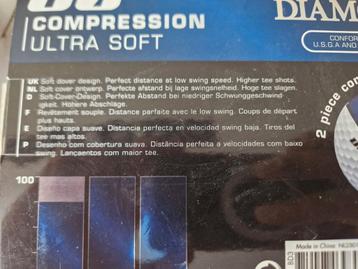 COMPRESSION
ULTRA SOFT
DIAM
CONFOR
U.S.G.A AND
UK Soft cover design. Perfect distance at low swing speed. Higher tee shots.
NL Soft cover ontwerp. Perfecte afstand bij lage swingsnelheid. Hoge tee slagen.
D Soft-Cover-Design. Perfekte Abstand bei niedriger Schwunggeschwind
igkeit. Höhere Abschläge.
F Revêtement souple. Distance parfaite avec le low swing. Coups de départ
plus hauts.
E Diseño capa suave. Distancia perfecta en velocidad swing baja. Tiros del
tee mas altos.
P Desenho com cobertura suave. Distância perfeita a velocidades com baixo
swing. Lançaentos com maior tee.
2 piece con
100
Made in China